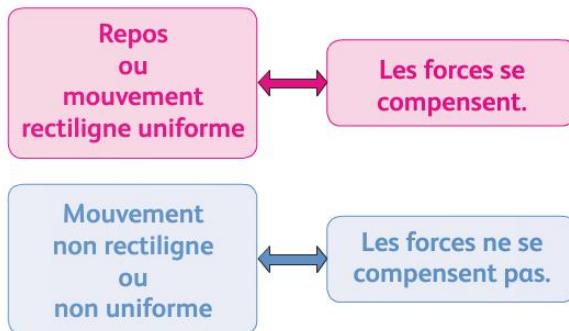 Repos
ou
mouvement
rectiligne uniforme
Les forces se
compensent.
Mouvement
non rectiligne
ou
non uniforme
Les forces ne se
compensent pas.